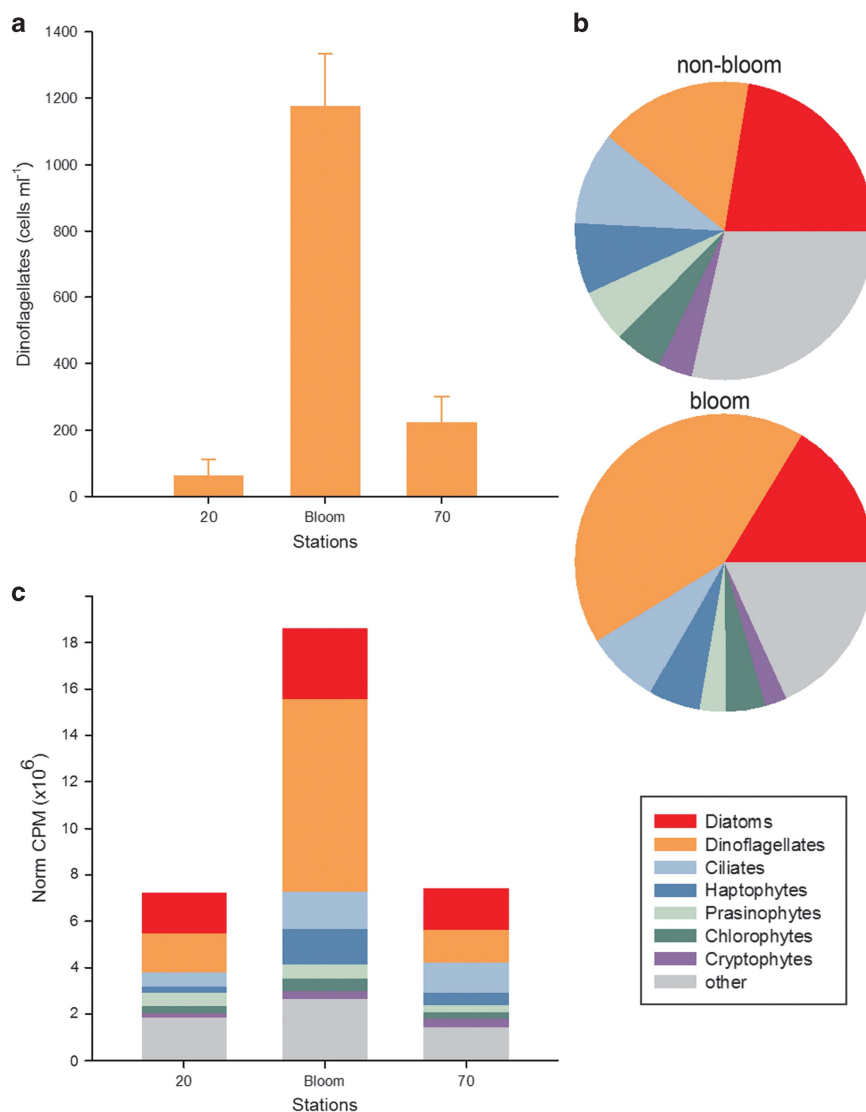 a
1400
1200
1000
800
600
400
200
0
Dinoflagellates (cells ml⁻¹)
20 Bloom 70
Stations
b
non-bloom
bloom
c
18
16
14
12
10
8
6
4
2
0
Norm CPM (x10⁶)
20 Bloom 70
Stations
Diatoms
Dinoflagellates
Ciliates
Haptophytes
Prasinophytes
Chlorophytes
Cryptophytes
other